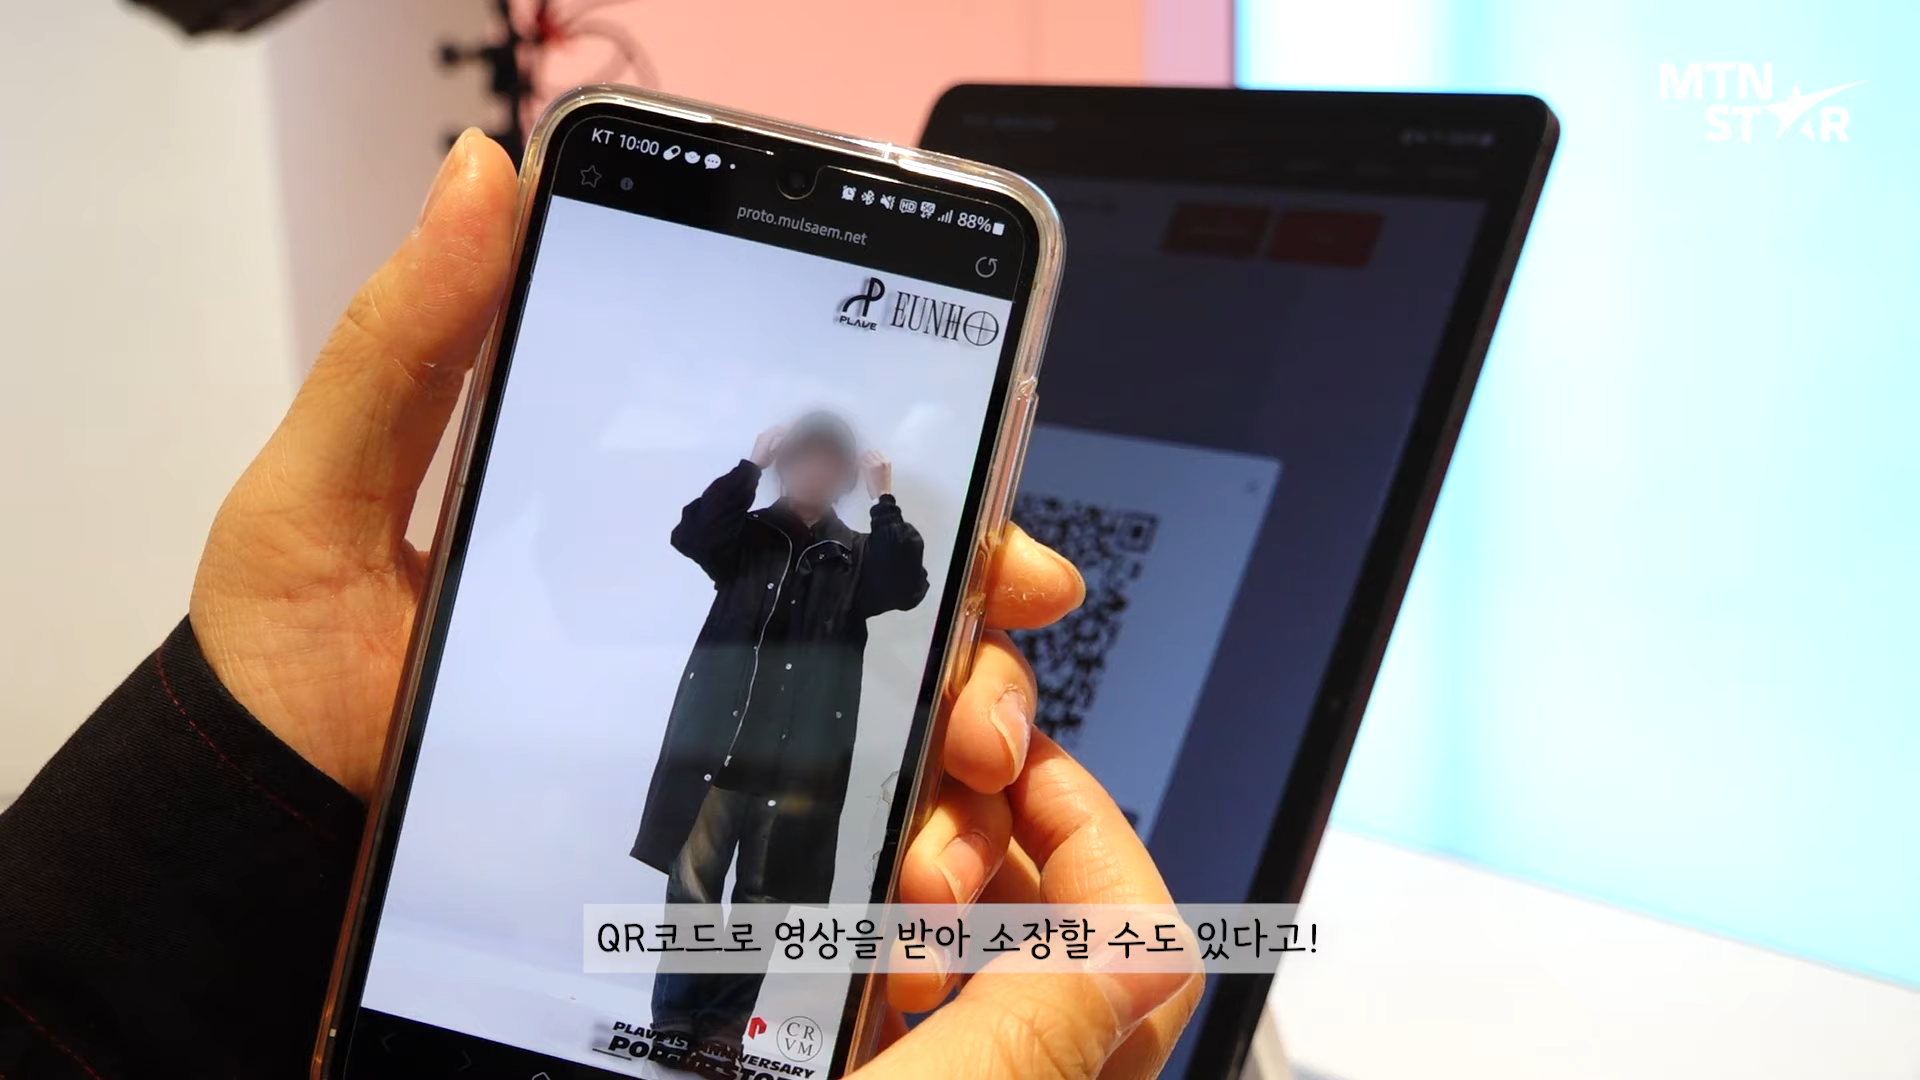 MTN
STAR
KT 10:00
88%
proto.mulsaem.net
PLAVE EUNHO
QR코드로 영상을 받아 소장할 수도 있다고!
CR
VM